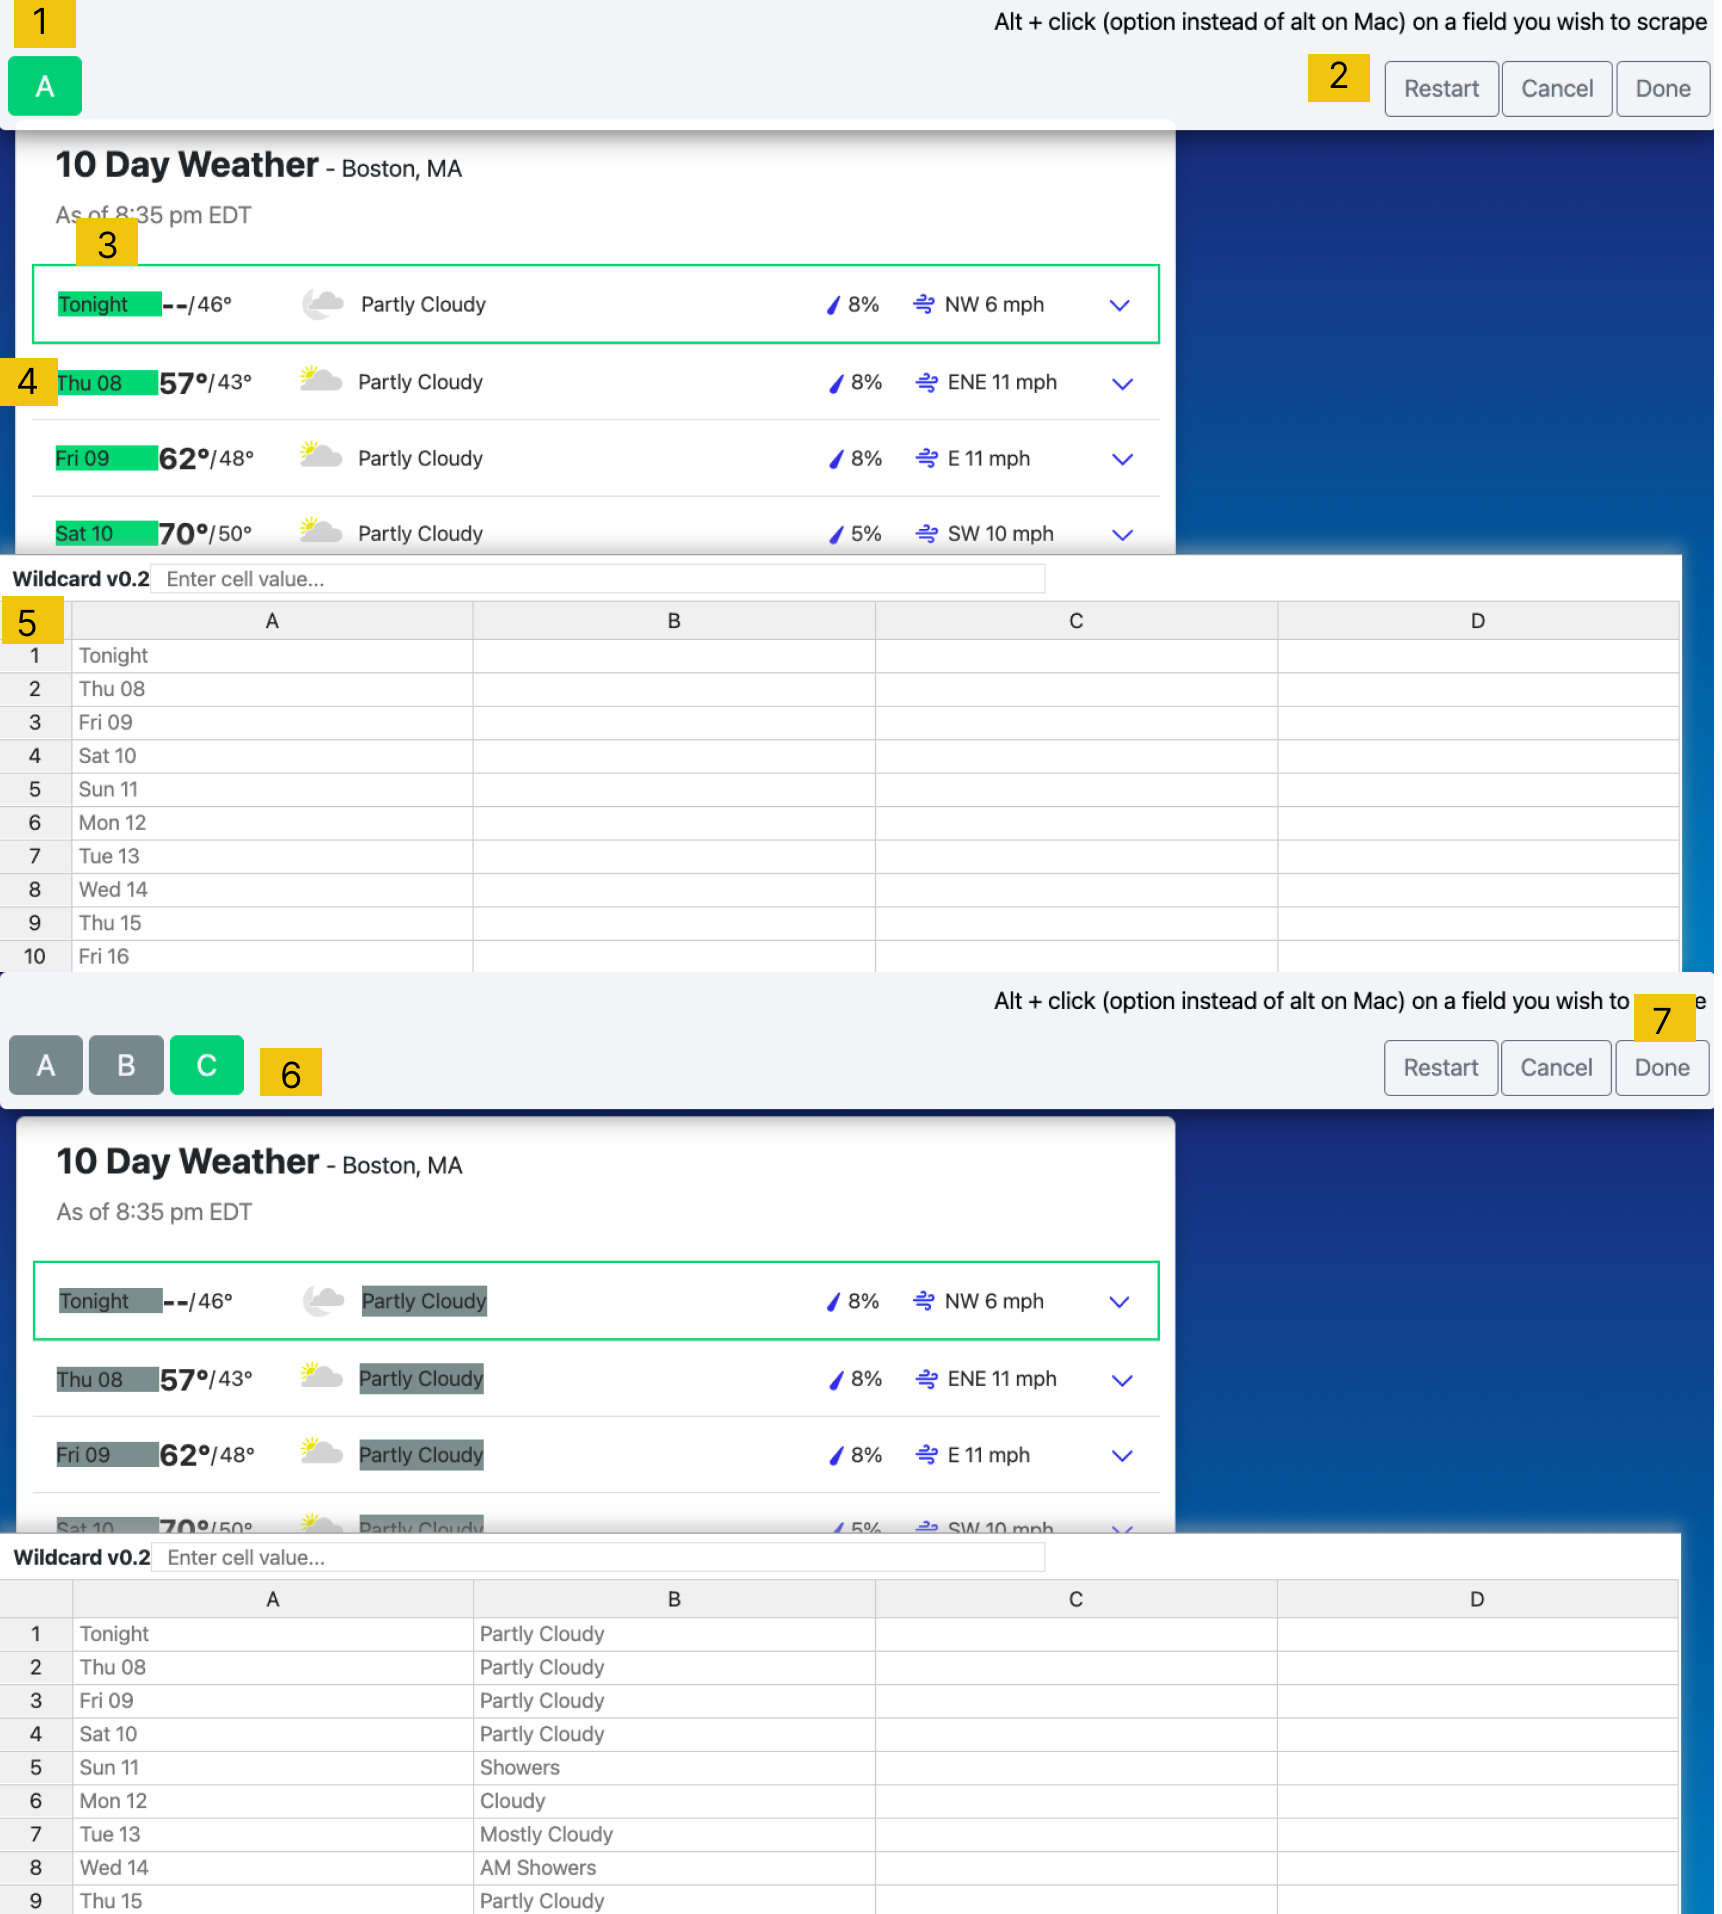 1
Alt + click (option instead of alt on Mac) on a field you wish to scrape
A
2
Restart Cancel Done
10 Day Weather - Boston, MA
As of 8:35 pm EDT
3
Tonight --/46° Partly Cloudy 8% NW 6 mph
4
Thu 08 57°/43° Partly Cloudy 8% ENE 11 mph
Fri 09 62°/48° Partly Cloudy 8% E 11 mph
Sat 10 70°/50° Partly Cloudy 5% SW 10 mph
Wildcard v0.2 Enter cell value...
5
A B C D
1 Tonight
2 Thu 08
3 Fri 09
4 Sat 10
5 Sun 11
6 Mon 12
7 Tue 13
8 Wed 14
9 Thu 15
10 Fri 16
Alt + click (option instead of alt on Mac) on a field you wish to
7
A B C
6
Restart Cancel Done
10 Day Weather - Boston, MA
As of 8:35 pm EDT
Tonight --/46° Partly Cloudy 8% NW 6 mph
Thu 08 57°/43° Partly Cloudy 8% ENE 11 mph
Fri 09 62°/48° Partly Cloudy 8% E 11 mph
Sat 10 70°/50° Partly Cloudy 5% SW 10 mph
Wildcard v0.2 Enter cell value...
A B C D
1 Tonight Partly Cloudy
2 Thu 08 Partly Cloudy
3 Fri 09 Partly Cloudy
4 Sat 10 Partly Cloudy
5 Sun 11 Showers
6 Mon 12 Cloudy
7 Tue 13 Mostly Cloudy
8 Wed 14 AM Showers
9 Thu 15 Partly Cloudy